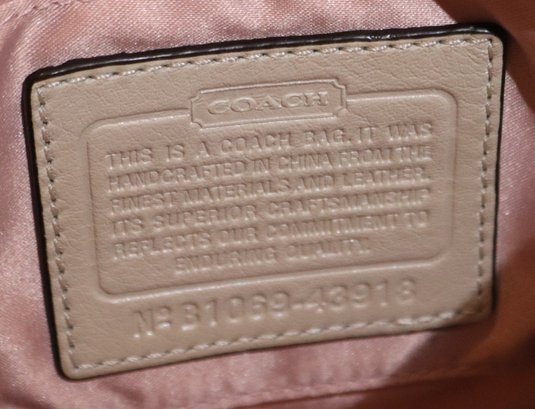 COACH
THIS IS A COACH BAG. IT WAS
HANDCRAFTED IN CHINA FROM THE
FINEST MATERIALS AND LEATHER.
ITS SUPERIOR CRAFTSMANSHIP
REFLECTS OUR COMMITMENT TO
ENDURING QUALITY.
Nº B1069-43918